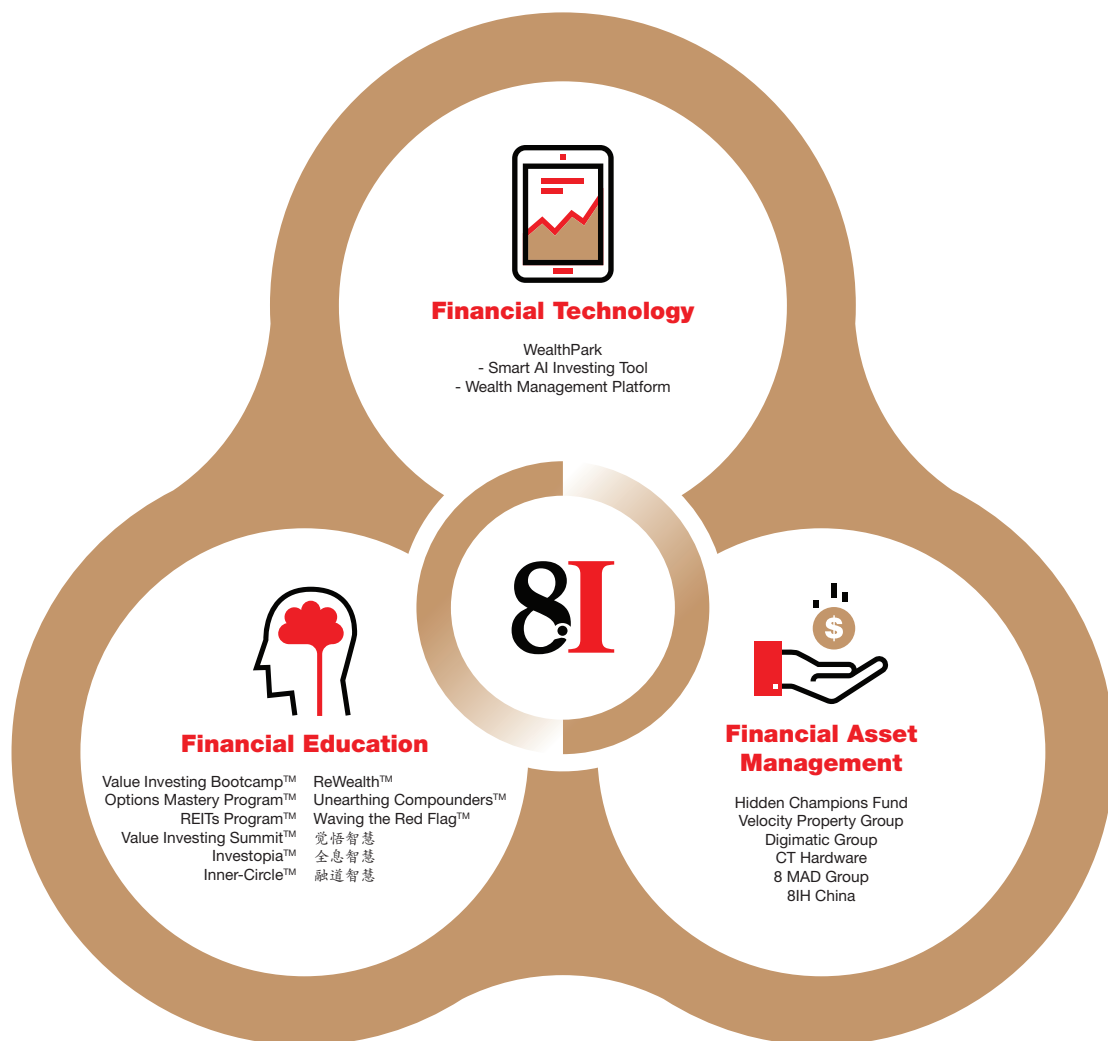 Financial Technology
WealthPark
- Smart AI Investing Tool
- Wealth Management Platform
8I
Financial Education
Value Investing Bootcamp™
Options Mastery Program™
REITs Program™
Value Investing Summit™
Investopia™
Inner-Circle™
ReWealth™
Unearthing Compounders™
Waving the Red Flag™
觉悟智慧
全息智慧
融道智慧
$
Financial Asset
Management
Hidden Champions Fund
Velocity Property Group
Digimatic Group
CT Hardware
8 MAD Group
8IH China